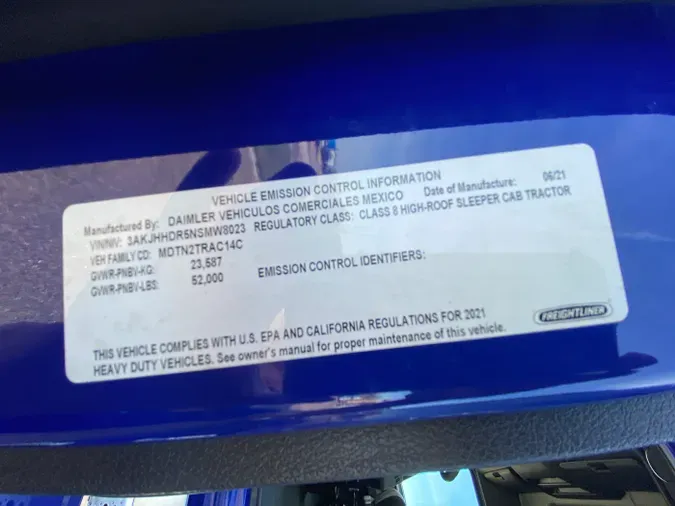 VEHICLE EMISSION CONTROL INFORMATION
Manufactured By: DAIMLER VEHICULOS COMERCIALES MEXICO Date of Manufacture: 06/21
VIN/NIV: 3AKJHHDR5NSMW8023 REGULATORY CLASS: CLASS 8 HIGH-ROOF SLEEPER CAB TRACTOR
VEH FAMILY CD: MDTN2TRAC14C
GVWR-PNBV-KG: 23,587 EMISSION CONTROL IDENTIFIERS:
GVWR-PNBV-LBS: 52,000
THIS VEHICLE COMPLIES WITH U.S. EPA AND CALIFORNIA REGULATIONS FOR 2021
HEAVY DUTY VEHICLES. See owner's manual for proper maintenance of this vehicle.
FREIGHTLINER